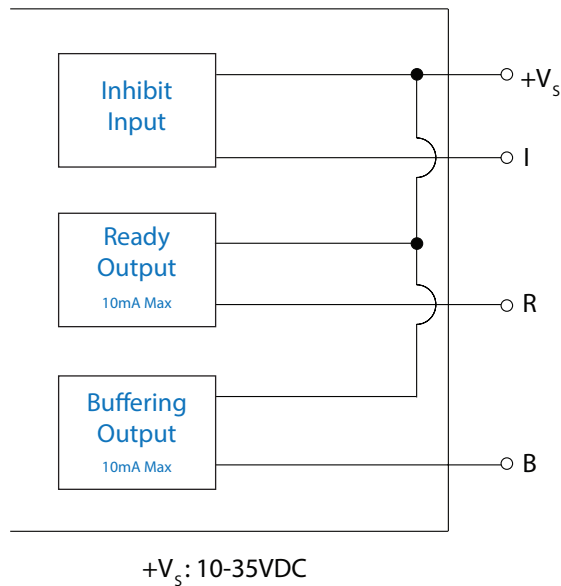 Inhibit
Input
+Vs
I
Ready
Output
10mA Max
R
Buffering
Output
10mA Max
B
+Vs: 10-35VDC